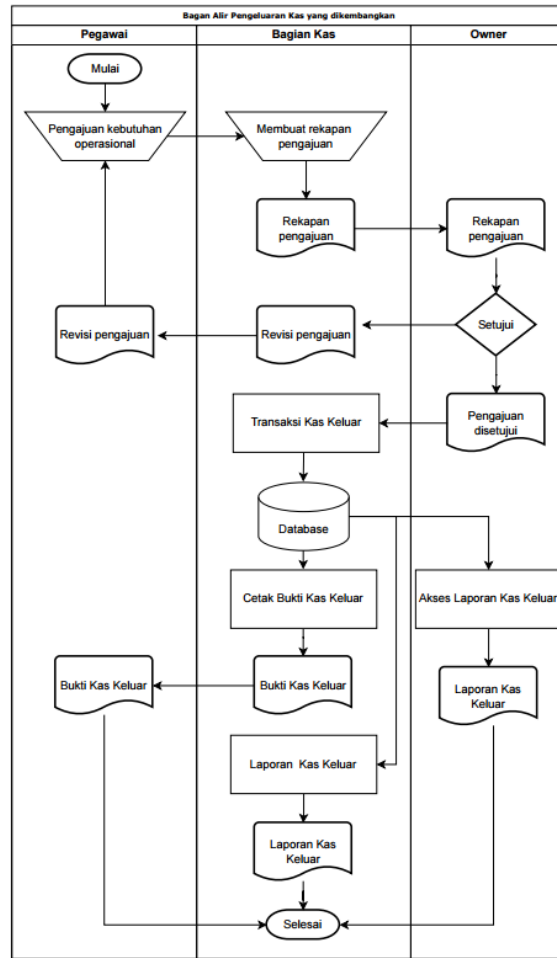 Bagan Alir Pengeluaran Kas yang dikembangkan
Pegawai
Bagian Kas
Owner
Mulai
Pengajuan kebutuhan
operasional
Membuat rekapan
pengajuan
Rekapan
pengajuan
Rekapan
pengajuan
Revisi pengajuan
Revisi pengajuan
Setujui
Transaksi Kas Keluar
Pengajuan
disetujui
Database
Cetak Bukti Kas Keluar
Akses Laporan Kas Keluar
Bukti Kas Keluar
Bukti Kas Keluar
Laporan Kas
Keluar
Laporan Kas Keluar
Laporan Kas
Keluar
Selesai